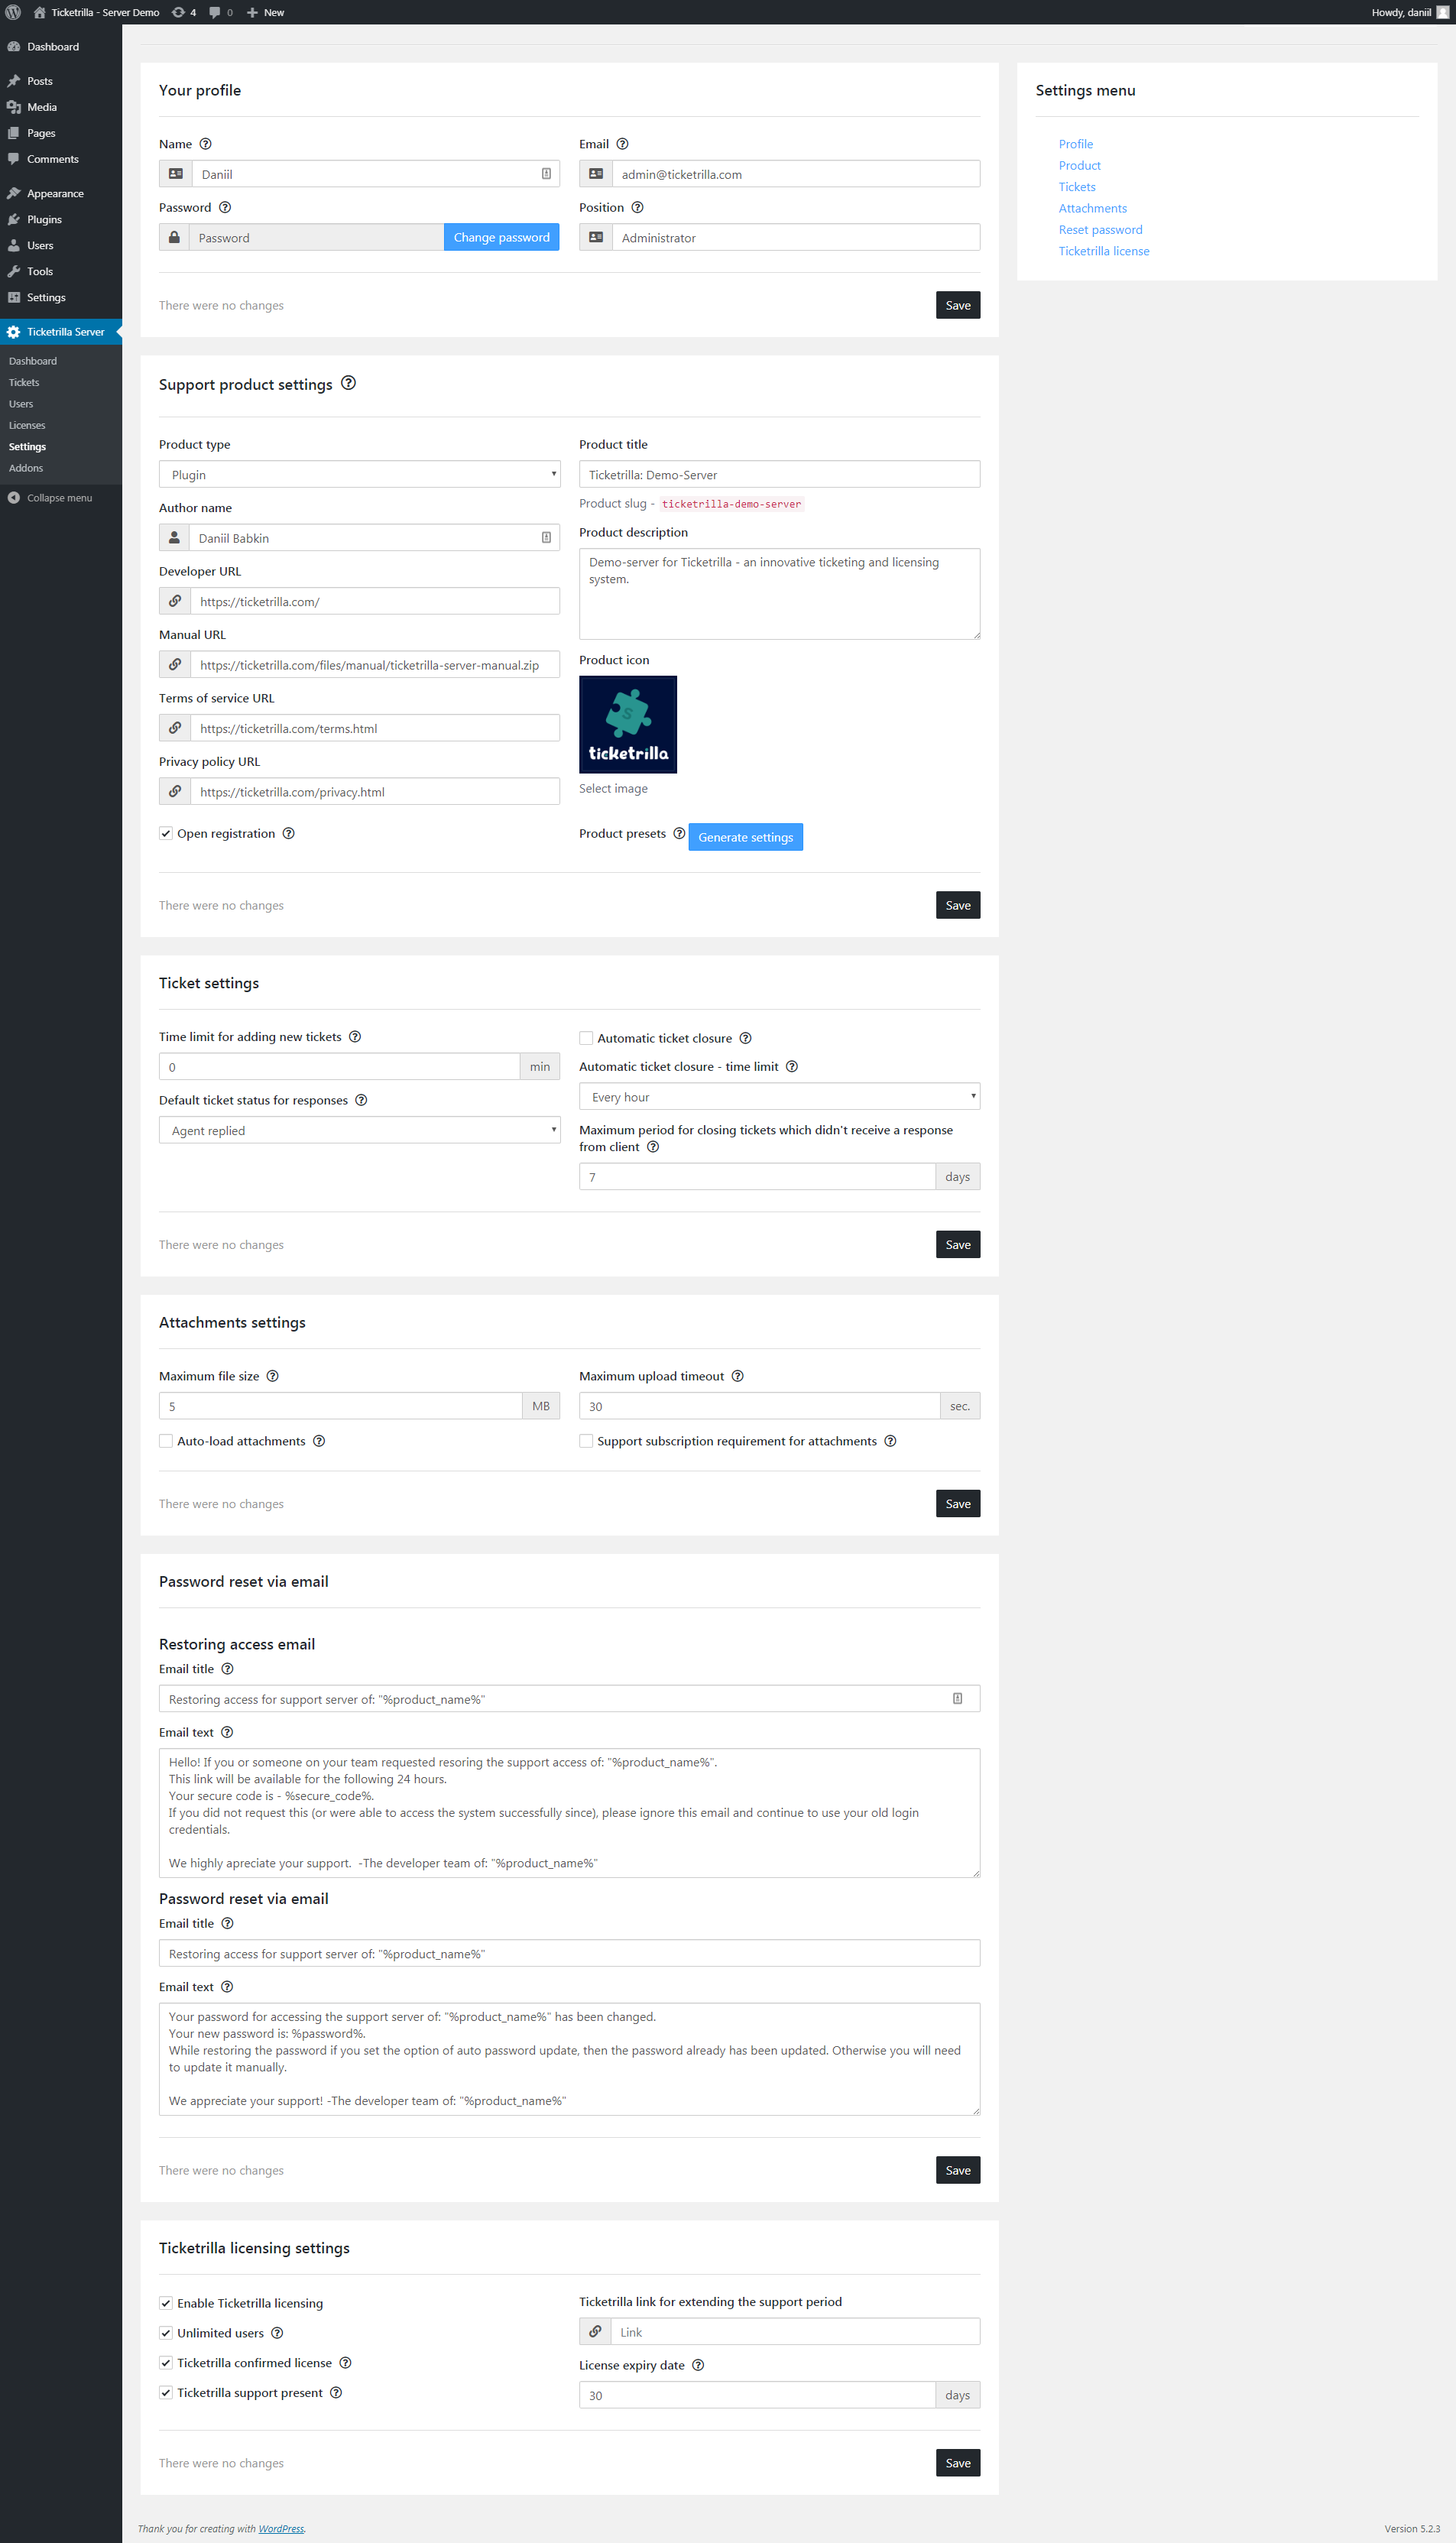 Ticketrilla - Server Demo 4 0 New
Howdy, daniil
Dashboard
Posts
Media
Pages
Comments
Appearance
Plugins
Users
Tools
Settings
Ticketrilla Server
Dashboard
Tickets
Users
Licenses
Settings
Addons
Collapse menu
Your profile
Name
Daniil
Email
admin@ticketrilla.com
Password
Password
Change password
Position
Administrator
There were no changes
Save
Support product settings
Product type
Plugin
Author name
Daniil Babkin
Developer URL
https://ticketrilla.com/
Manual URL
https://ticketrilla.com/files/manual/ticketrilla-server-manual.zip
Terms of service URL
https://ticketrilla.com/terms.html
Privacy policy URL
https://ticketrilla.com/privacy.html
Open registration
Product title
Ticketrilla: Demo-Server
Product slug - ticketrilla-demo-server
Product description
Demo-server for Ticketrilla - an innovative ticketing and licensing
system.
Product icon
S
ticketrilla
Select image
Product presets
Generate settings
There were no changes
Save
Ticket settings
Time limit for adding new tickets
0
min
Default ticket status for responses
Agent replied
Automatic ticket closure
Automatic ticket closure - time limit
Every hour
Maximum period for closing tickets which didn't receive a response
from client
7
days
There were no changes
Save
Attachments settings
Maximum file size
5
MB
Auto-load attachments
Maximum upload timeout
30
sec.
Support subscription requirement for attachments
There were no changes
Save
Password reset via email
Restoring access email
Email title
Restoring access for support server of: "%product_name%"
Email text
Hello! If you or someone on your team requested resoring the support access of: "%product_name%".
This link will be available for the following 24 hours.
Your secure code is - %secure_code%.
If you did not request this (or were able to access the system successfully since), please ignore this email and continue to use your old login
credentials.
We highly apreciate your support.  -The developer team of: "%product_name%"
Password reset via email
Email title
Restoring access for support server of: "%product_name%"
Email text
Your password for accessing the support server of: "%product_name%" has been changed.
Your new password is: %password%.
While restoring the password if you set the option of auto password update, then the password already has been updated. Otherwise you will need
to update it manually.
We appreciate your support! -The developer team of: "%product_name%"
There were no changes
Save
Ticketrilla licensing settings
Enable Ticketrilla licensing
Unlimited users
Ticketrilla confirmed license
Ticketrilla support present
Ticketrilla link for extending the support period
Link
License expiry date
30
days
There were no changes
Save
Settings menu
Profile
Product
Tickets
Attachments
Reset password
Ticketrilla license
Thank you for creating with WordPress.
Version 5.2.3